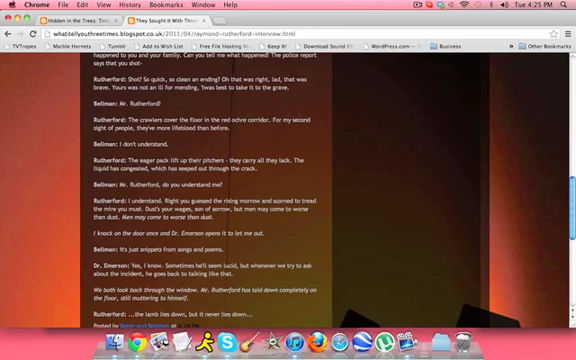 Chrome File Edit View History Bookmarks Window Help Tue 4:25 PM
Hidden in the Trees: They Sought It With Thim
whatitellyouthreetimes.blogspot.co.uk/2011/04/raymond-rutherford-interview.html
TVTropes Marble Hornets Tumblr Add to Wish List Free File Hosting Keep It! Download Sound Eff Business Other Bookmarks
happened to you and your family. Can you tell me what happened? The police report
says that you shot-
Rutherford: Shot? So quick, so clean an ending? Oh that was right, lad, that was
brave. Yours was not an ill for mending, 'twas best to take it to the grave.
Bellman: Mr. Rutherford?
Rutherford: The crawlers cover the floor in the red ochre corridor. For my second
sight of people, they've more lifeblood than before.
Bellman: I don't understand.
Rutherford: The eager pack lift up their pitchers - they carry all they lack. The
liquid has congealed, which has seeped out through the crack.
Bellman: Mr. Rutherford, do you understand me?
Rutherford: I understand. Right you guessed the rising morrow and scorned to tread
the mire you must. Dust's your wages, son of sorrow, but men may come to worse
than dust. Men may come to worse than dust.
I knock on the door once and Dr. Emerson opens it to let me out.
Bellman: It's just snippets from songs and poems.
Dr. Emerson: Yes, I know. Sometimes he'll seem lucid, but whenever we try to ask
about the incident, he goes back to talking like that.
We both look back through the window. Mr. Rutherford has laid down completely on
the floor, still muttering to himself.
Rutherford: ...the lamb lies down, but it never lies down...
Posted by